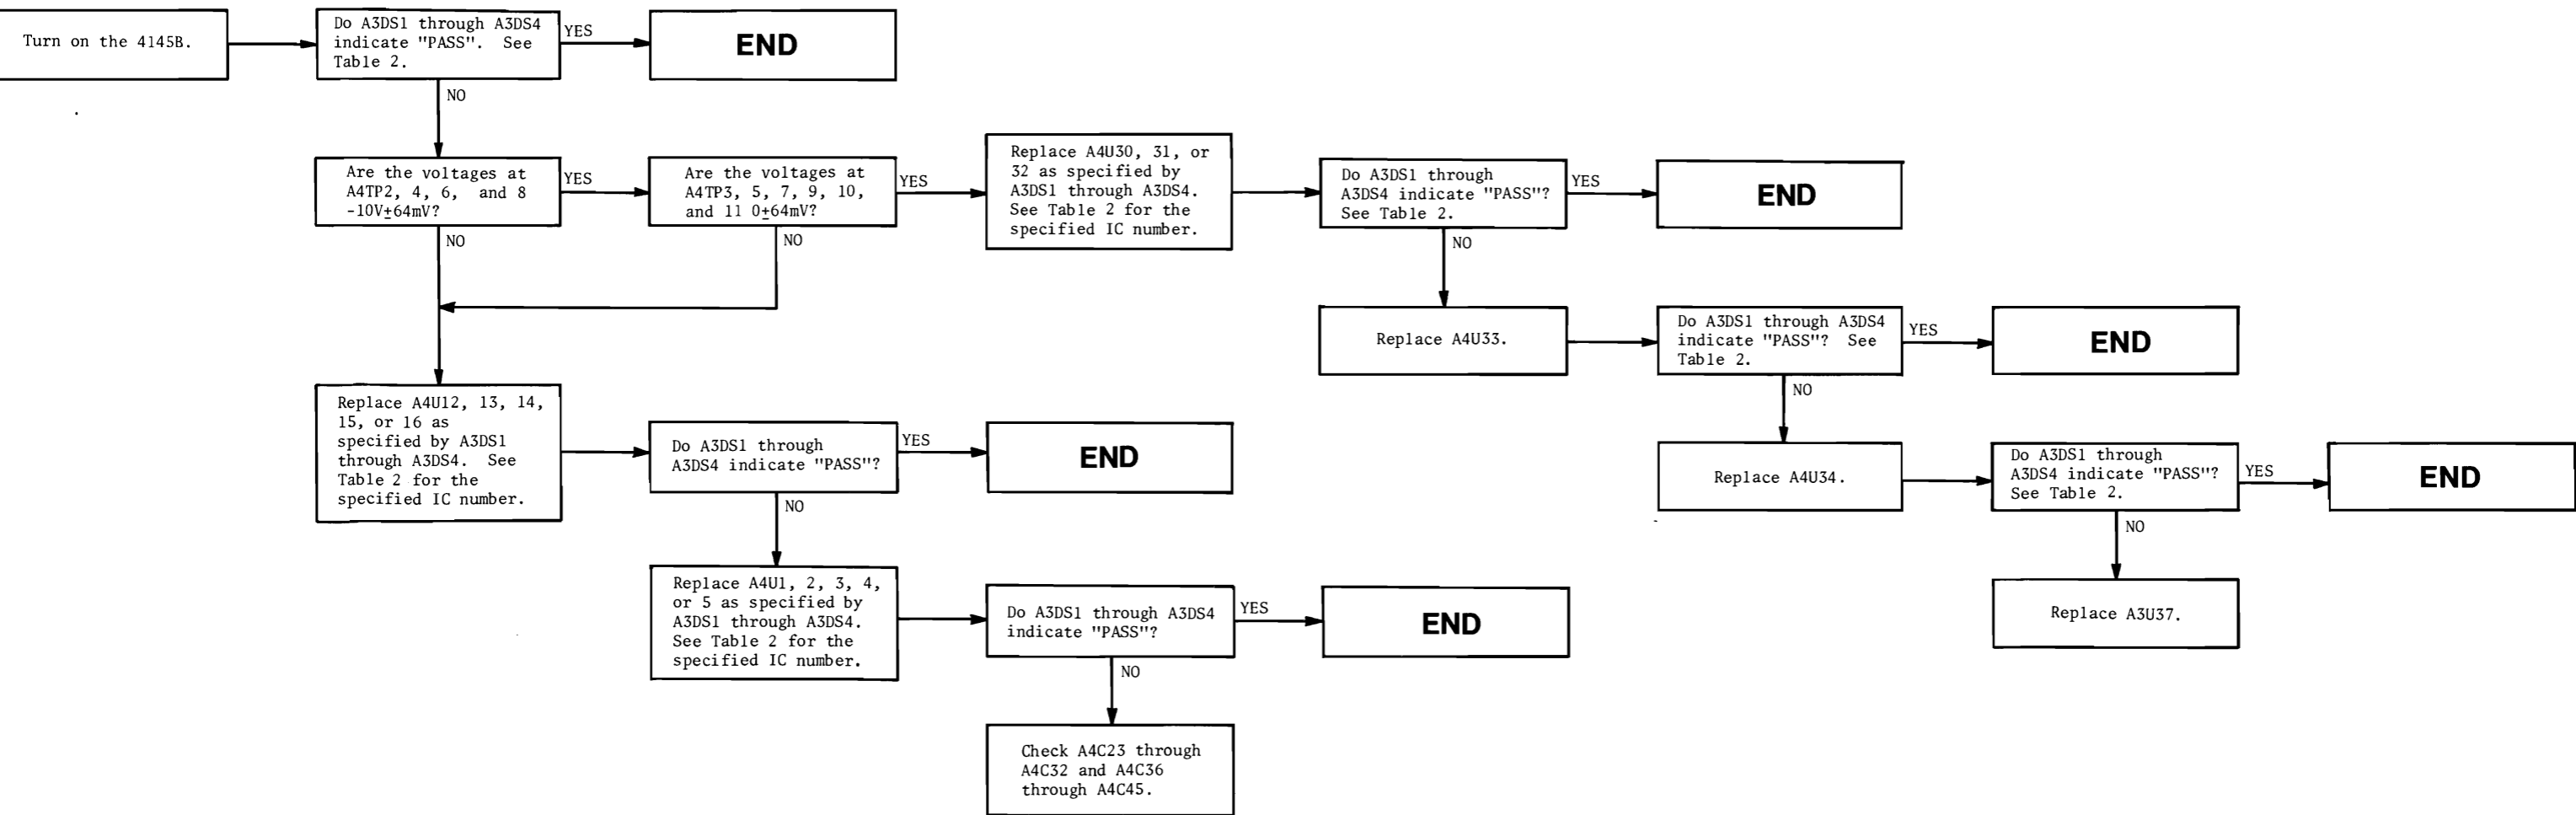 Turn on the 4145B.
Do A3DS1 through A3DS4
indicate "PASS". See
Table 2.
YES
END
NO
Are the voltages at
A4TP2, 4, 6, and 8
-10V±64mV?
YES
Are the voltages at
A4TP3, 5, 7, 9, 10,
and 11 0±64mV?
YES
Replace A4U30, 31, or
32 as specified by
A3DS1 through A3DS4.
See Table 2 for the
specified IC number.
Do A3DS1 through
A3DS4 indicate "PASS"?
See Table 2.
YES
END
NO
NO
NO
Replace A4U33.
Do A3DS1 through A3DS4
indicate "PASS"? See
Table 2.
YES
END
NO
Replace A4U12, 13, 14,
15, or 16 as
specified by A3DS1
through A3DS4. See
Table 2 for the
specified IC number.
Do A3DS1 through
A3DS4 indicate "PASS"?
YES
END
NO
Replace A4U34.
Do A3DS1 through
A3DS4 indicate "PASS"?
See Table 2.
YES
END
NO
Replace A4U1, 2, 3, 4,
or 5 as specified by
A3DS1 through A3DS4.
See Table 2 for the
specified IC number.
Do A3DS1 through A3DS4
indicate "PASS"?
YES
END
NO
Replace A3U37.
Check A4C23 through
A4C32 and A4C36
through A4C45.